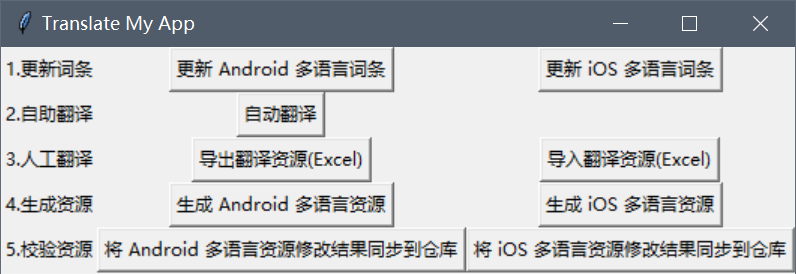 Translate My App
1.更新词条 更新 Android 多语言词条 更新 iOS 多语言词条
2.自助翻译 自动翻译
3.人工翻译 导出翻译资源(Excel) 导入翻译资源(Excel)
4.生成资源 生成 Android 多语言资源 生成 iOS 多语言资源
5.校验资源 将 Android 多语言资源修改结果同步到仓库 将 iOS 多语言资源修改结果同步到仓库